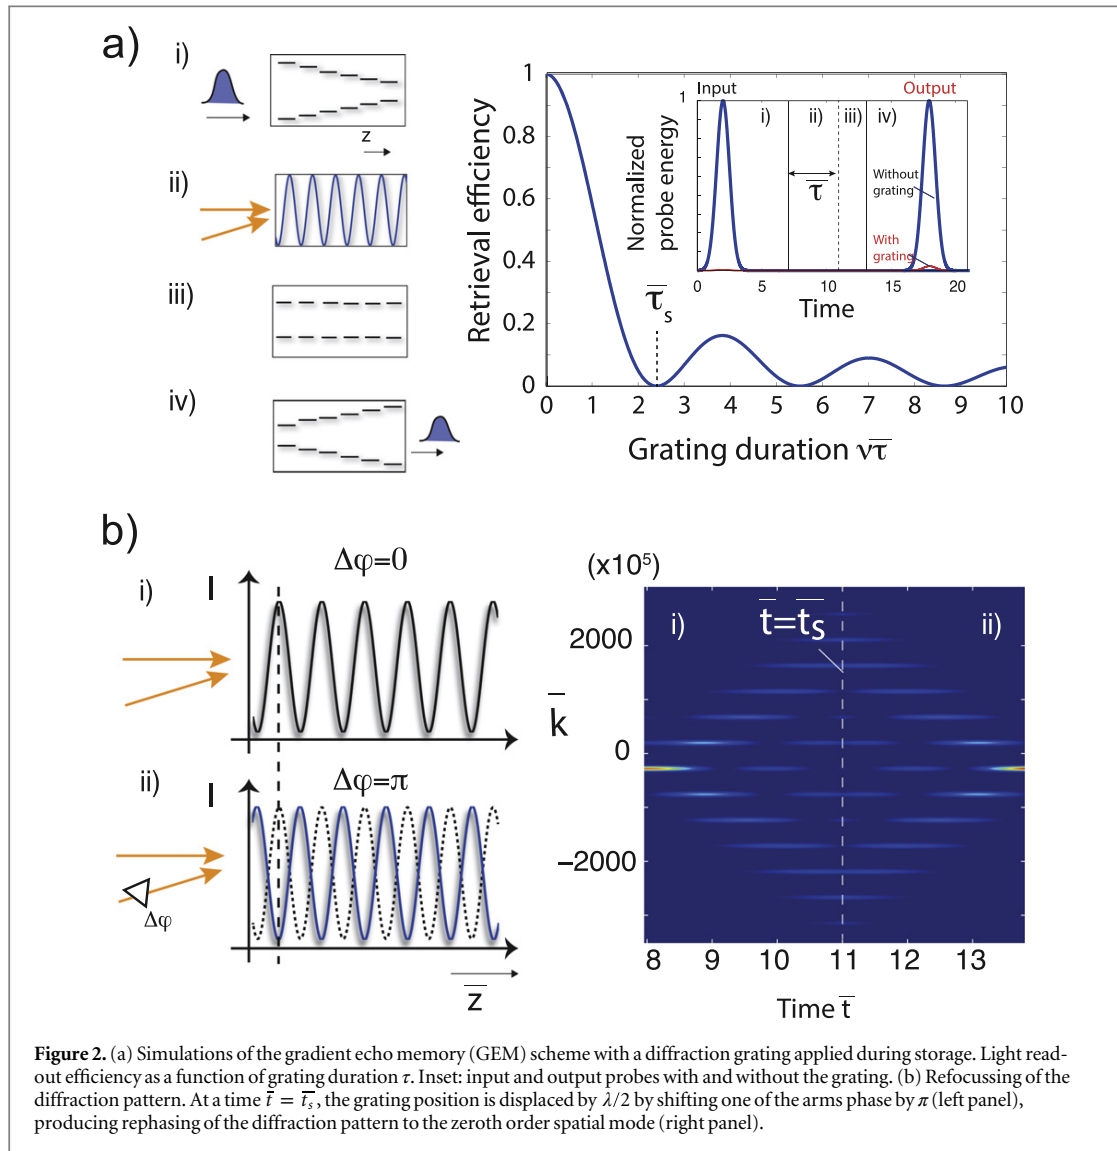 a)
i)
z
ii)
iii)
iv)
Retrieval efficiency
1
0.8
0.6
0.4
0.2
0
0 1 2 3 4 5 6 7 8 9 10
Grating duration ντ̅
τ̅s
Input
Output
1
i) ii) iii) iv)
τ̅
Without
grating
With
grating
Normalized
probe energy
0 5 10 15 20
Time
b)
i)
I
Δφ=0
ii)
I
Δφ=π
Δφ
z̅
(x10⁵)
i)
t̅=t̅s
ii)
2000
k̅
0
−2000
8 9 10 11 12 13
Time t̅
Figure 2. (a) Simulations of the gradient echo memory (GEM) scheme with a diffraction grating applied during storage. Light read-
out efficiency as a function of grating duration τ. Inset: input and output probes with and without the grating. (b) Refocussing of the
diffraction pattern. At a time t̅ = t̅s, the grating position is displaced by λ/2 by shifting one of the arms phase by π (left panel),
producing rephasing of the diffraction pattern to the zeroth order spatial mode (right panel).